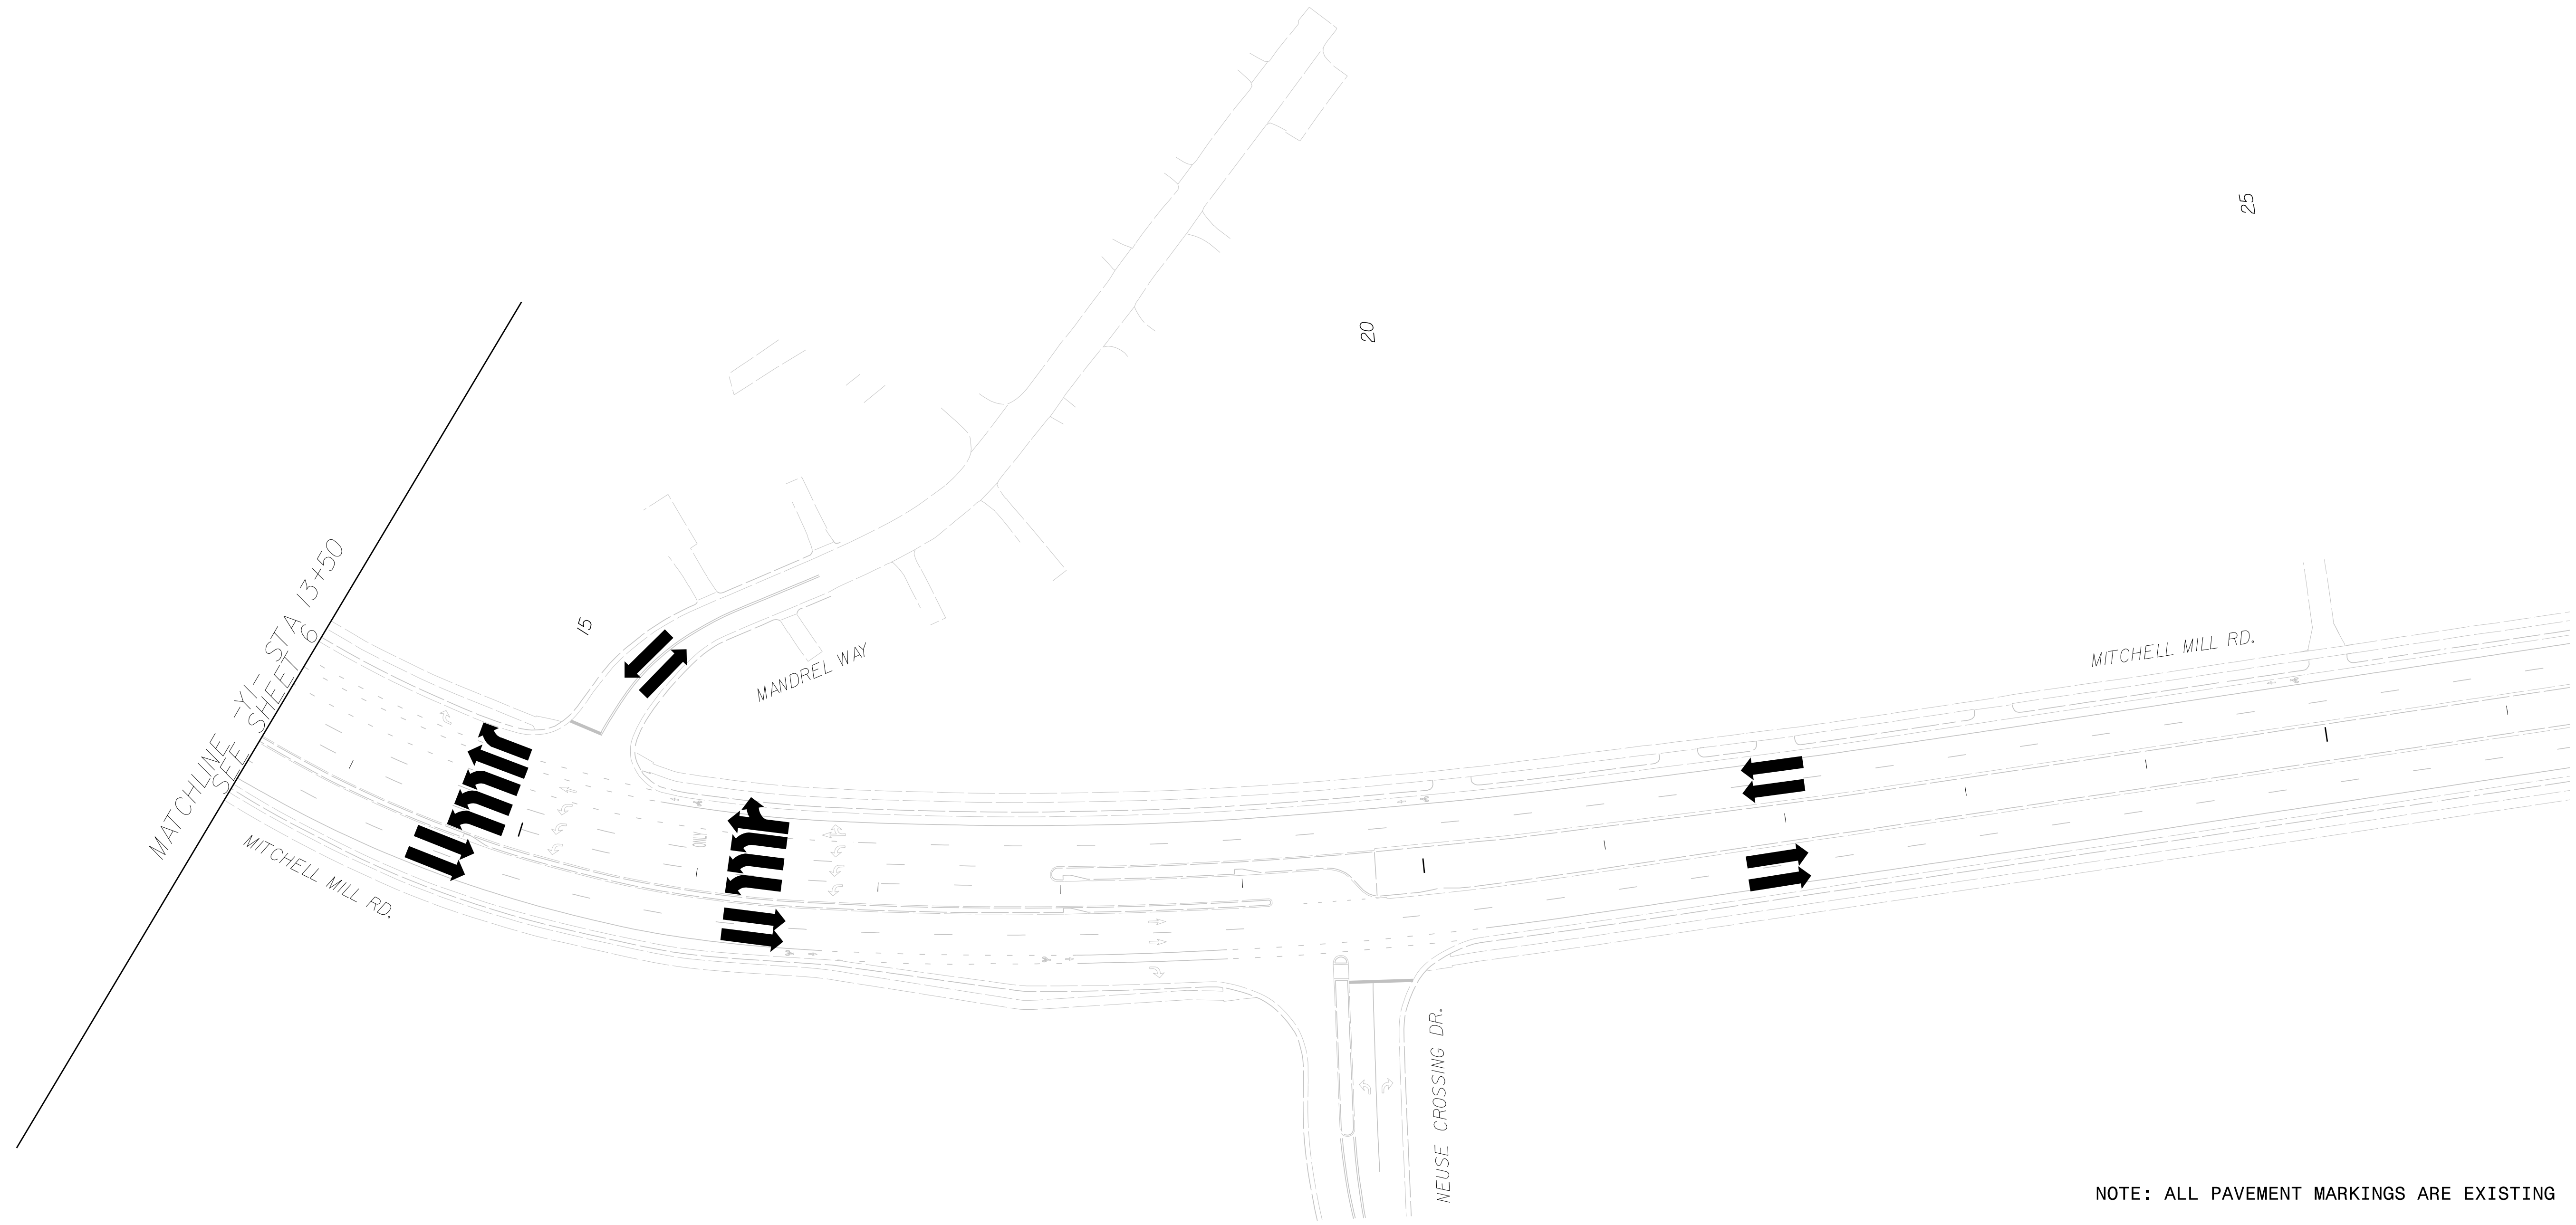 25
20
MATCHLINE -Y1- STA 13+50
SEE SHEET 6
15
MANDREL WAY
MITCHELL MILL RD.
MITCHELL MILL RD.
ONLY
NEUSE CROSSING DR.
NOTE: ALL PAVEMENT MARKINGS ARE EXISTING